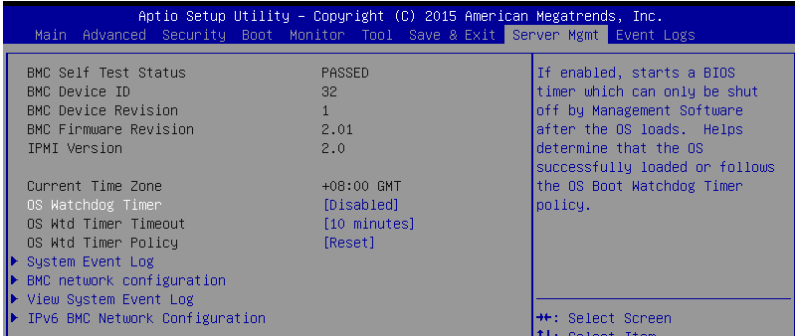 Aptio Setup Utility – Copyright (C) 2015 American Megatrends, Inc.
Main Advanced Security Boot Monitor Tool Save & Exit Server Mgmt Event Logs
BMC Self Test Status PASSED
BMC Device ID 32
BMC Device Revision 1
BMC Firmware Revision 2.01
IPMI Version 2.0
Current Time Zone +08:00 GMT
OS Watchdog Timer [Disabled]
OS Wtd Timer Timeout [10 minutes]
OS Wtd Timer Policy [Reset]
System Event Log
BMC network configuration
View System Event Log
IPv6 BMC Network Configuration
If enabled, starts a BIOS
timer which can only be shut
off by Management Software
after the OS loads. Helps
determine that the OS
successfully loaded or follows
the OS Boot Watchdog Timer
policy.
→←: Select Screen
↑↓: Select Item